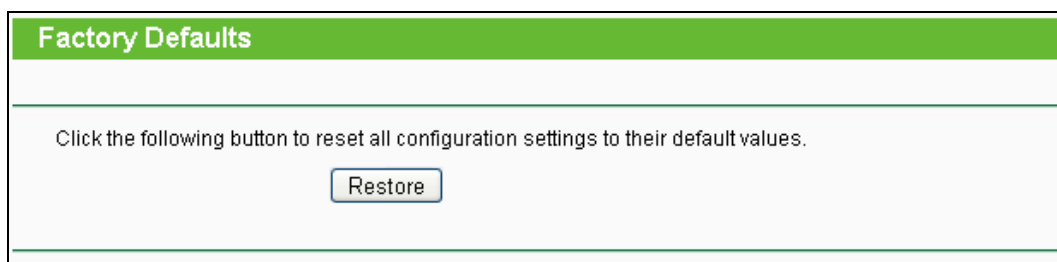 Factory Defaults
Click the following button to reset all configuration settings to their default values.
Restore